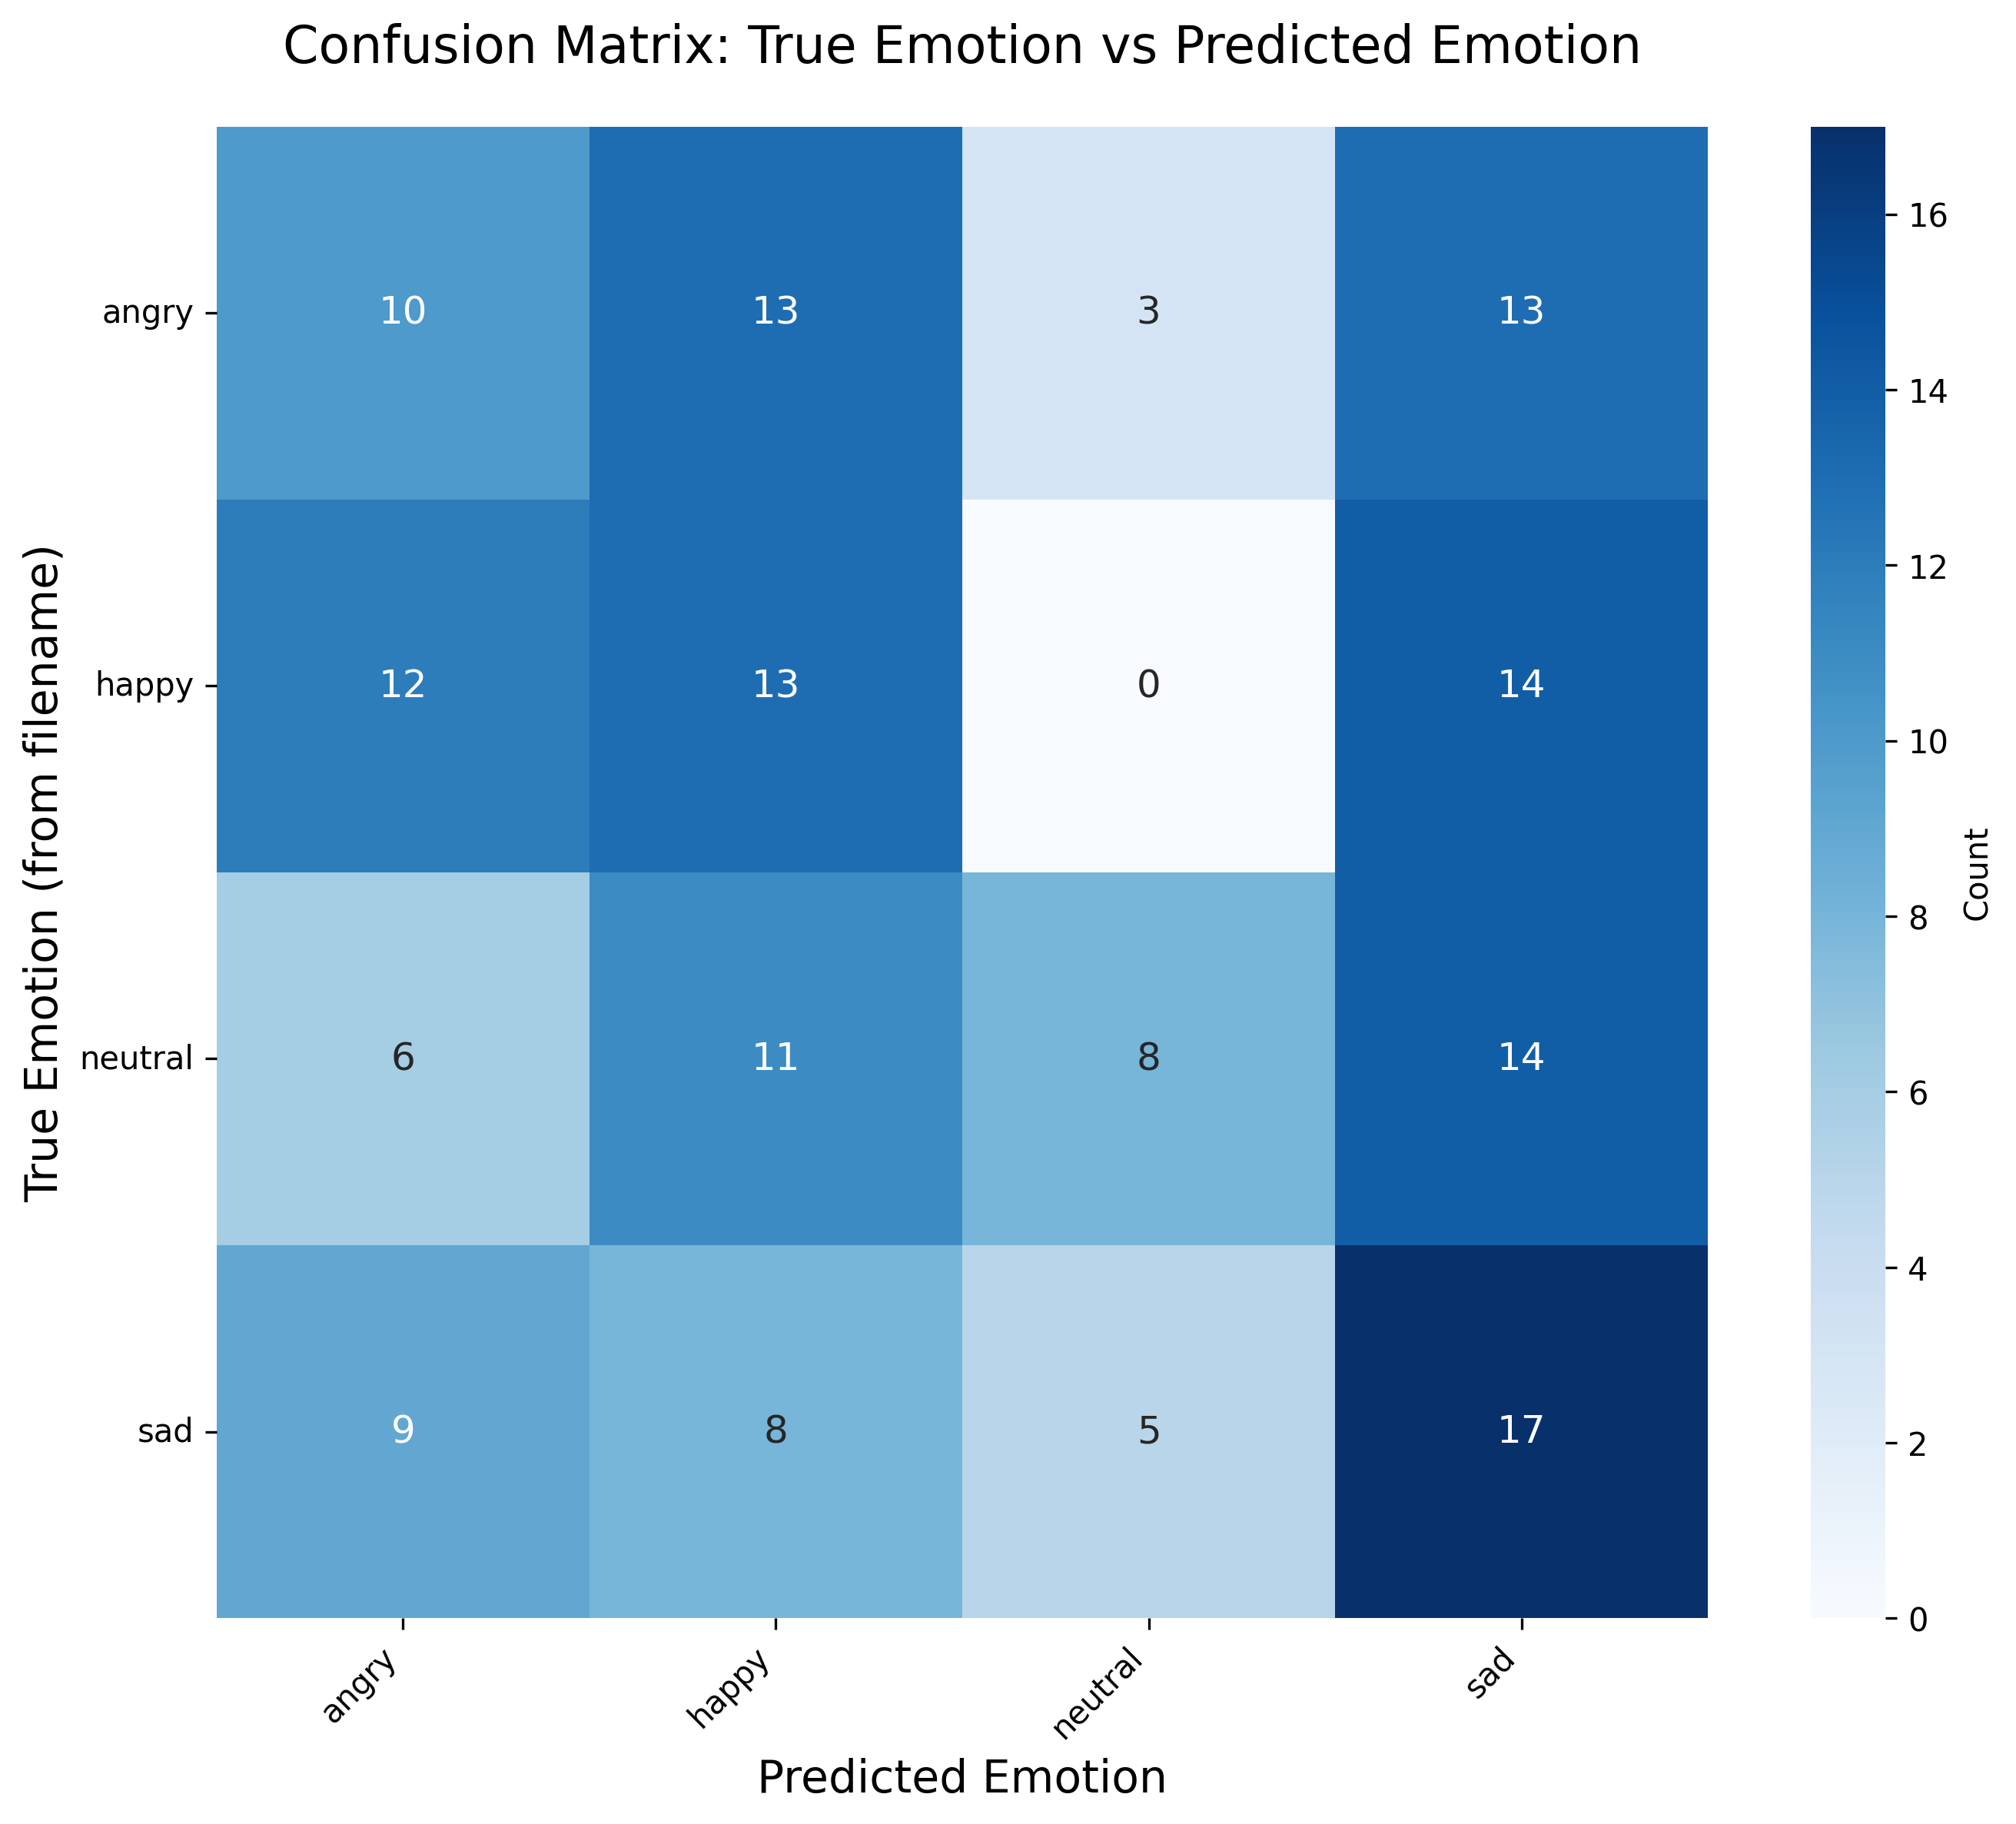 Confusion Matrix: True Emotion vs Predicted Emotion
True Emotion (from filename)
angry 10 13 3 13
happy 12 13 0 14
neutral 6 11 8 14
sad 9 8 5 17
angry happy neutral sad
Predicted Emotion
16
14
12
10
8
6
4
2
0
Count